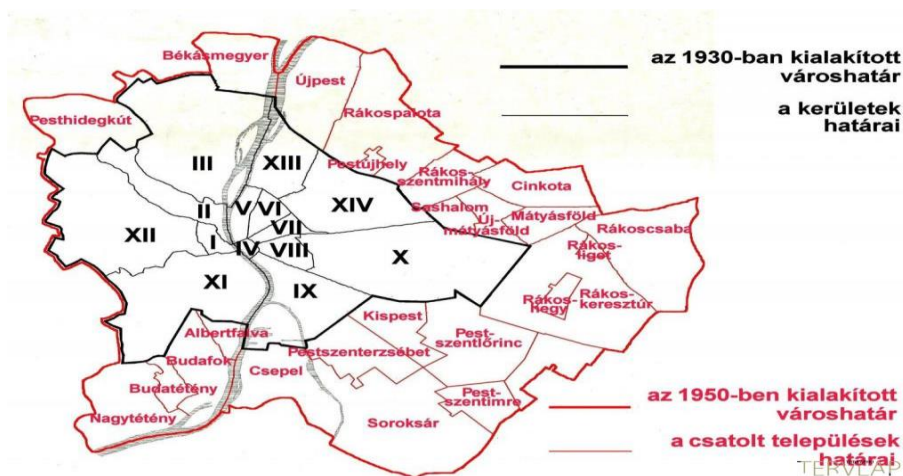 Békásmegyer
Újpest
az 1930-ban kialakított
városhatár
Pesthidegkút
Rákospalota
a kerületek
határai
III
XIII
Pestújhely
Rákos-
szentmihály
Cinkota
XIV
Sashalom
Mátyásföld
Új-
mátyásföld
Rákoscsaba
II
V
VI
VII
XII
I
IV
VIII
X
Rákos-
liget
XI
IX
Rákos-
hegy
Rákos-
keresztúr
Kispest
Albertfalva
Pest-
szentlőrinc
Budafok
Pestszenterzsébet
Csepel
Budatétény
Pest-
szentimre
Nagytétény
Soroksár
az 1950-ben kialakított
városhatár
a csatolt települések
határai
TERVLAP